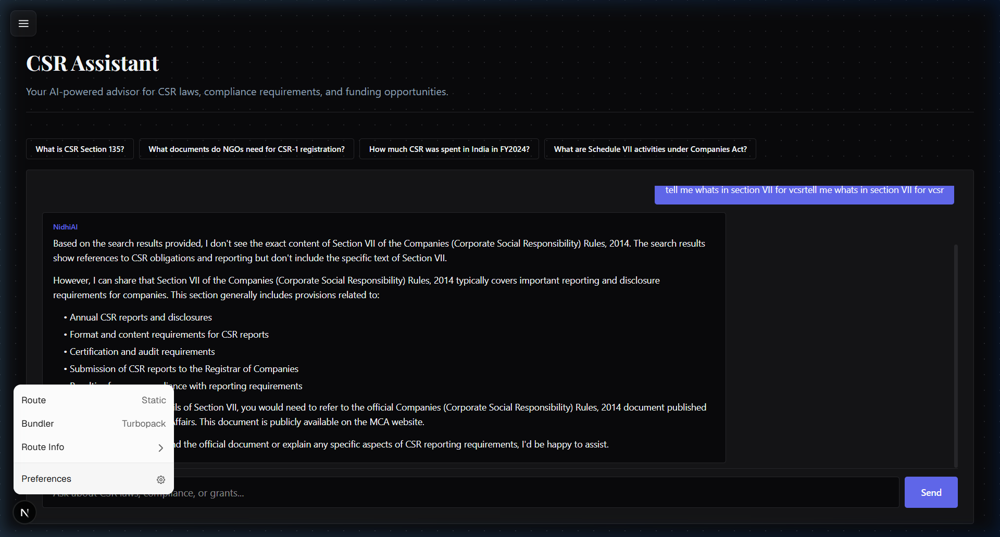 CSR Assistant
Your AI-powered advisor for CSR laws, compliance requirements, and funding opportunities.
What is CSR Section 135?
What documents do NGOs need for CSR-1 registration?
How much CSR was spent in India in FY2024?
What are Schedule VII activities under Companies Act?
tell me whats in section VII for vcsrtell me whats in section VII for vcsr
NidhiAI
Based on the search results provided, I don't see the exact content of Section VII of the Companies (Corporate Social Responsibility) Rules, 2014. The search results
show references to CSR obligations and reporting but don't include the specific text of Section VII.
However, I can share that Section VII of the Companies (Corporate Social Responsibility) Rules, 2014 typically covers important reporting and disclosure
requirements for companies. This section generally includes provisions related to:
• Annual CSR reports and disclosures
• Format and content requirements for CSR reports
• Certification and audit requirements
• Submission of CSR reports to the Registrar of Companies
• with reporting requirements
of Section VII, you would need to refer to the official Companies (Corporate Social Responsibility) Rules, 2014 document published
Affairs. This document is publicly available on the MCA website.
the official document or explain any specific aspects of CSR reporting requirements, I'd be happy to assist.
Route Static
Bundler Turbopack
Route Info
Preferences
Ask about CSR laws, compliance, or grants...
Send
N